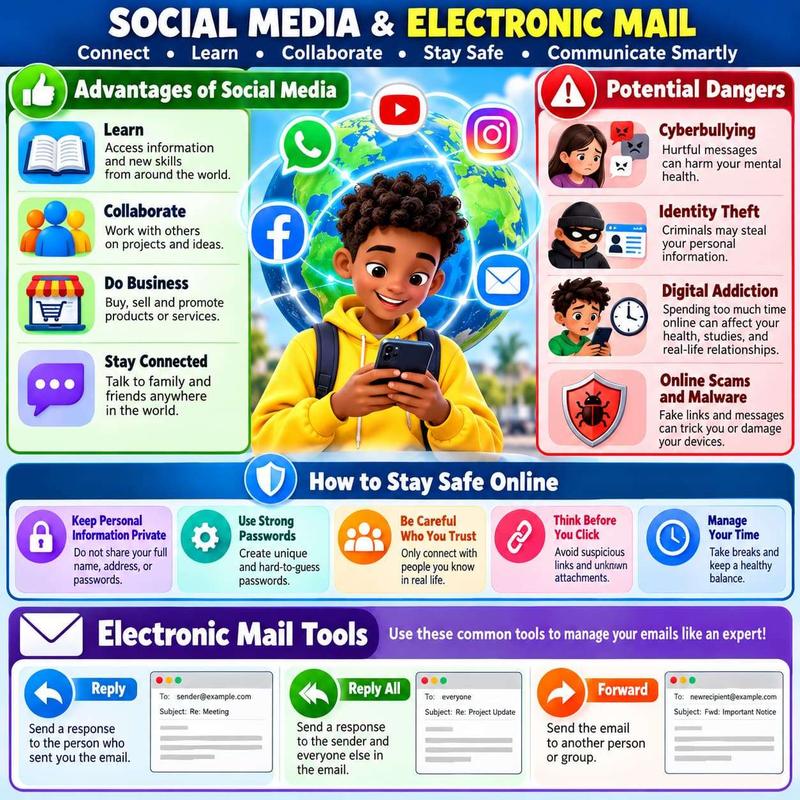 SOCIAL MEDIA & ELECTRONIC MAIL
Connect • Learn • Collaborate • Stay Safe • Communicate Smartly
Advantages of Social Media
Learn
Access information
and new skills
from around the world.
Collaborate
Work with others
on projects and ideas.
Do Business
Buy, sell and promote
products or services.
Stay Connected
Talk to family and
friends anywhere
in the world.
Potential Dangers
Cyberbullying
Hurtful messages
can harm your mental
health.
Identity Theft
Criminals may steal
your personal
information.
Digital Addiction
Spending too much time
online can affect your
health, studies, and
real-life relationships.
Online Scams
and Malware
Fake links and messages
can trick you or damage
your devices.
How to Stay Safe Online
Keep Personal
Information Private
Do not share your full
name, address, or
passwords.
Use Strong
Passwords
Create unique
and hard-to-guess
passwords.
Be Careful
Who You Trust
Only connect with
people you know
in real life.
Think Before
You Click
Avoid suspicious
links and unknown
attachments.
Manage
Your Time
Take breaks and
keep a healthy
balance.
Electronic Mail Tools
Use these common tools to manage your emails like an expert!
Reply
Send a response
to the person who
sent you the email.
To: sender@example.com
Subject: Re: Meeting
Reply All
Send a response
to the sender and
everyone else in
the email.
To: everyone
Subject: Re: Project Update
Forward
Send the email
to another person
or group.
To: newrecipient@example.com
Subject: Fwd: Important Notice